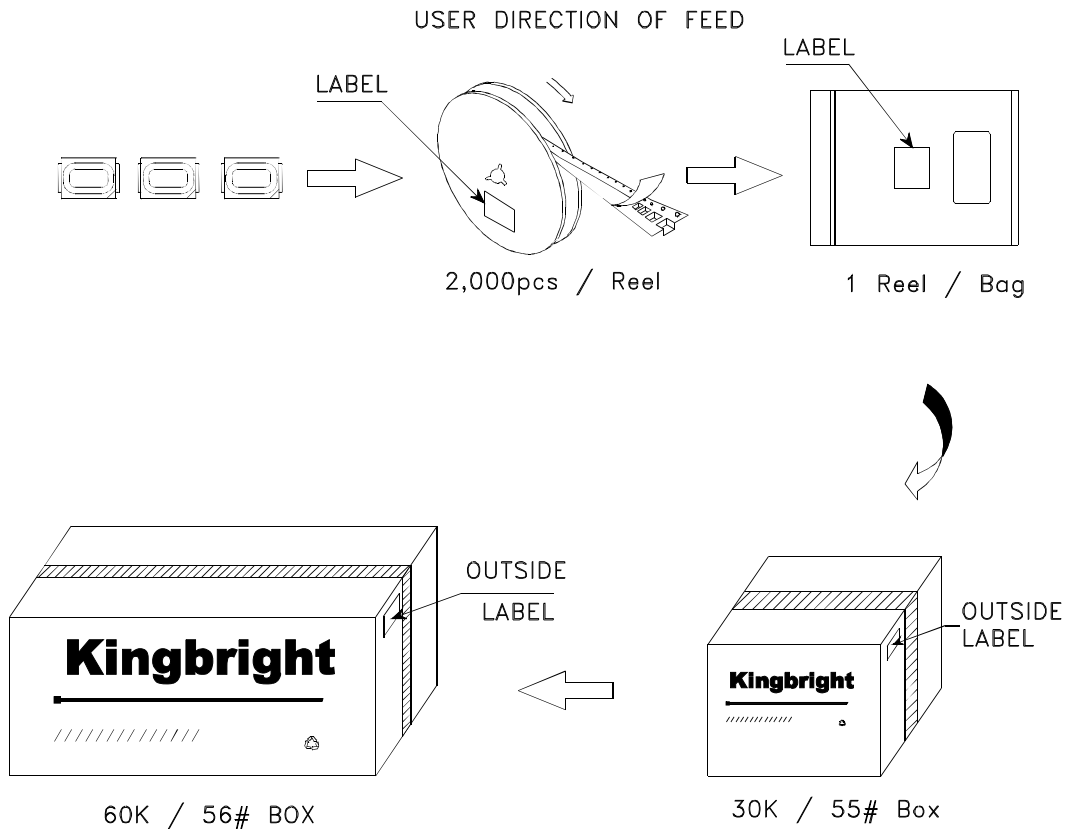 USER DIRECTION OF FEED
LABEL
LABEL
2,000pcs / Reel
1 Reel / Bag
OUTSIDE
LABEL
Kingbright
60K / 56# BOX
OUTSIDE
LABEL
Kingbright
30K / 55# Box